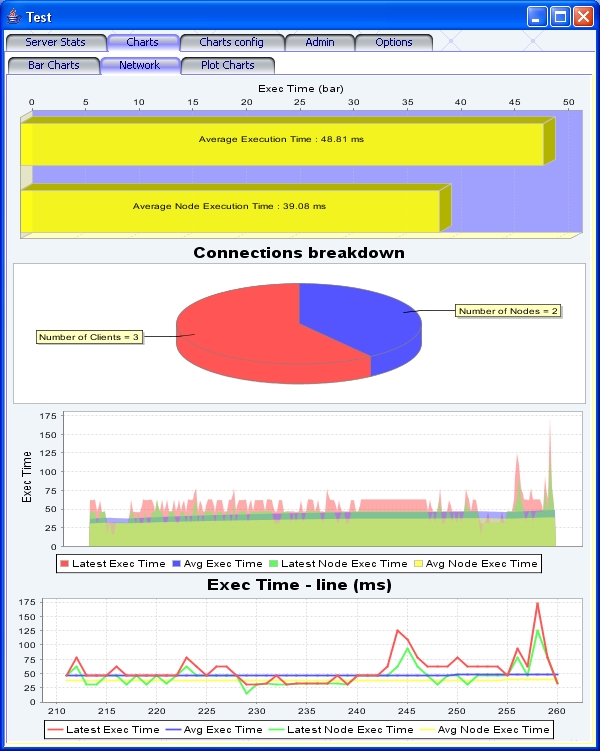 Test
Server Stats Charts Charts config Admin Options
Bar Charts Network Plot Charts
Exec Time (bar)
0 5 10 15 20 25 30 35 40 45 50
Average Execution Time : 48.81 ms
Average Node Execution Time : 39.08 ms
Connections breakdown
Number of Nodes = 2
Number of Clients = 3
175
150
125
100
75
50
25
0
Exec Time
Latest Exec Time Avg Exec Time Latest Node Exec Time Avg Node Exec Time
Exec Time - line (ms)
175
150
125
100
75
50
25
0
210 215 220 225 230 235 240 245 250 255 260
Latest Exec Time Avg Exec Time Latest Node Exec Time Avg Node Exec Time